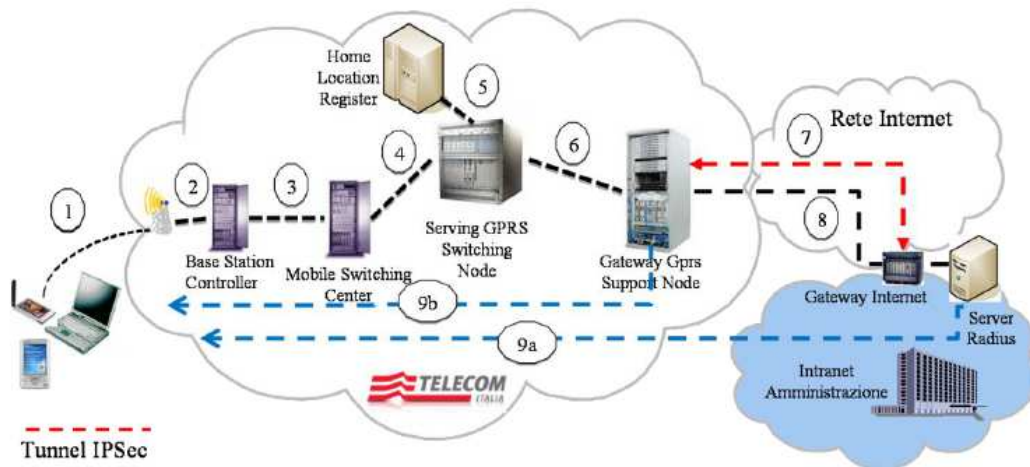 Home
Location
Register
5
Rete Internet
7
4
6
2
3
1
8
Serving GPRS
Switching
Node
Base Station
Controller
Mobile Switching
Center
Gateway Gprs
Support Node
Gateway Internet
9b
Server
Radius
9a
Intranet
Amministrazione
TELECOM
ITALIA
Tunnel IPSec